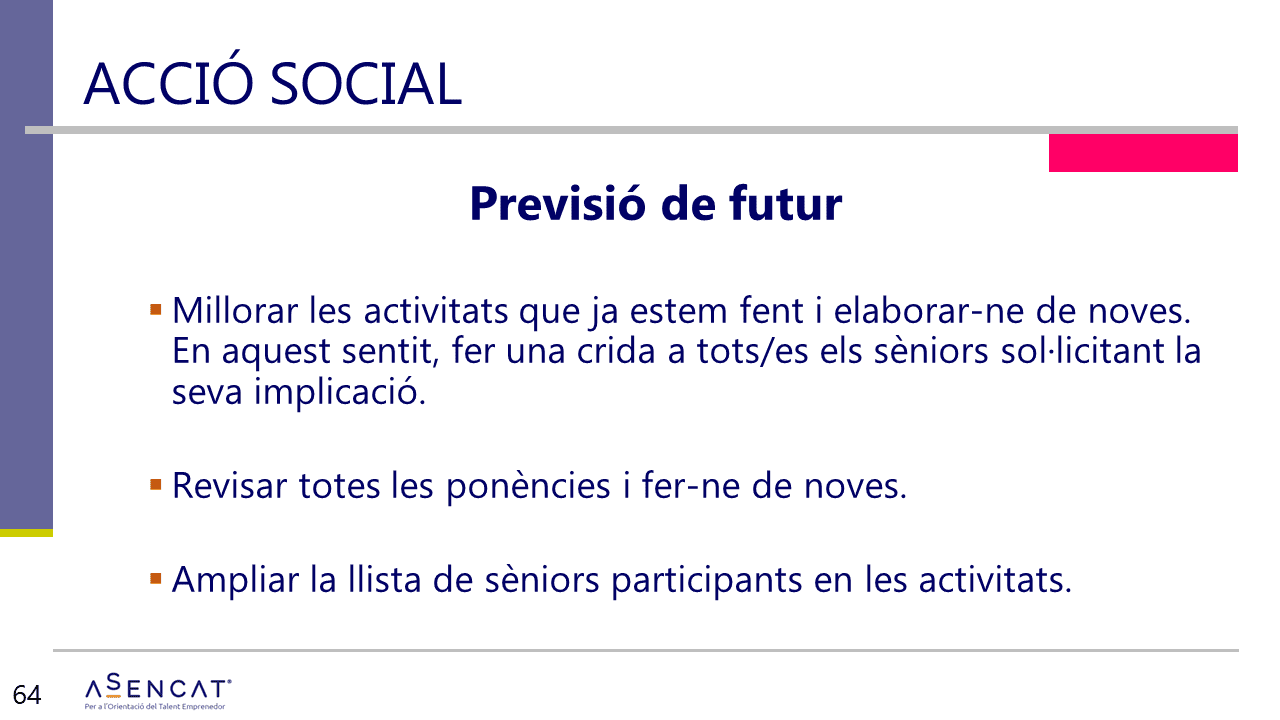 ACCIÓ SOCIAL
Previsió de futur
▪ Millorar les activitats que ja estem fent i elaborar-ne de noves.
En aquest sentit, fer una crida a tots/es els sèniors sol·licitant la
seva implicació.
▪ Revisar totes les ponències i fer-ne de noves.
▪ Ampliar la llista de sèniors participants en les activitats.
64
ASENCAT®
Per a l'Orientació del Talent Emprenedor